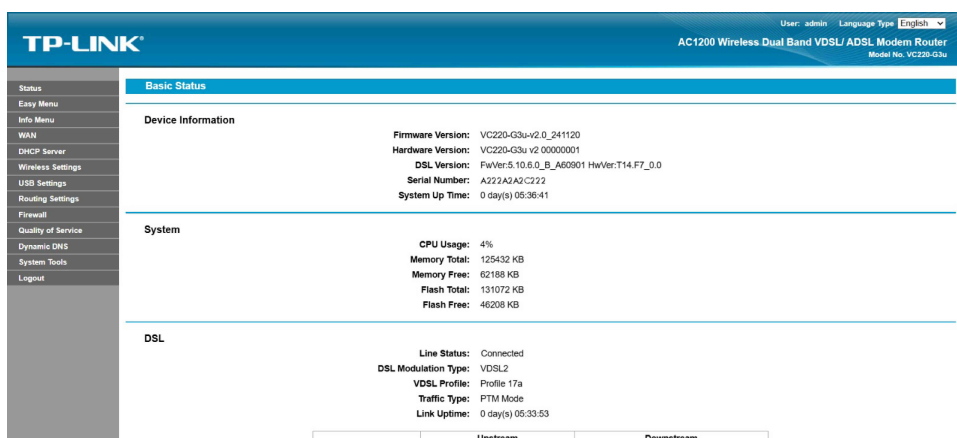 User: admin Language Type English
TP-LINK®
AC1200 Wireless Dual Band VDSL/ ADSL Modem Router
Model No. VC220-G3u
Status
Easy Menu
Info Menu
WAN
DHCP Server
Wireless Settings
USB Settings
Routing Settings
Firewall
Quality of Service
Dynamic DNS
System Tools
Logout
Basic Status
Device Information
Firmware Version: VC220-G3u-v2.0_241120
Hardware Version: VC220-G3u v2 00000001
DSL Version: FwVer:5.10.6.0_B_A60901 HwVer:T14.F7_0.0
Serial Number: A222A2A2C222
System Up Time: 0 day(s) 05:36:41
System
CPU Usage: 4%
Memory Total: 125432 KB
Memory Free: 62188 KB
Flash Total: 131072 KB
Flash Free: 46208 KB
DSL
Line Status: Connected
DSL Modulation Type: VDSL2
VDSL Profile: Profile 17a
Traffic Type: PTM Mode
Link Uptime: 0 day(s) 05:33:53
Upstream Downstream